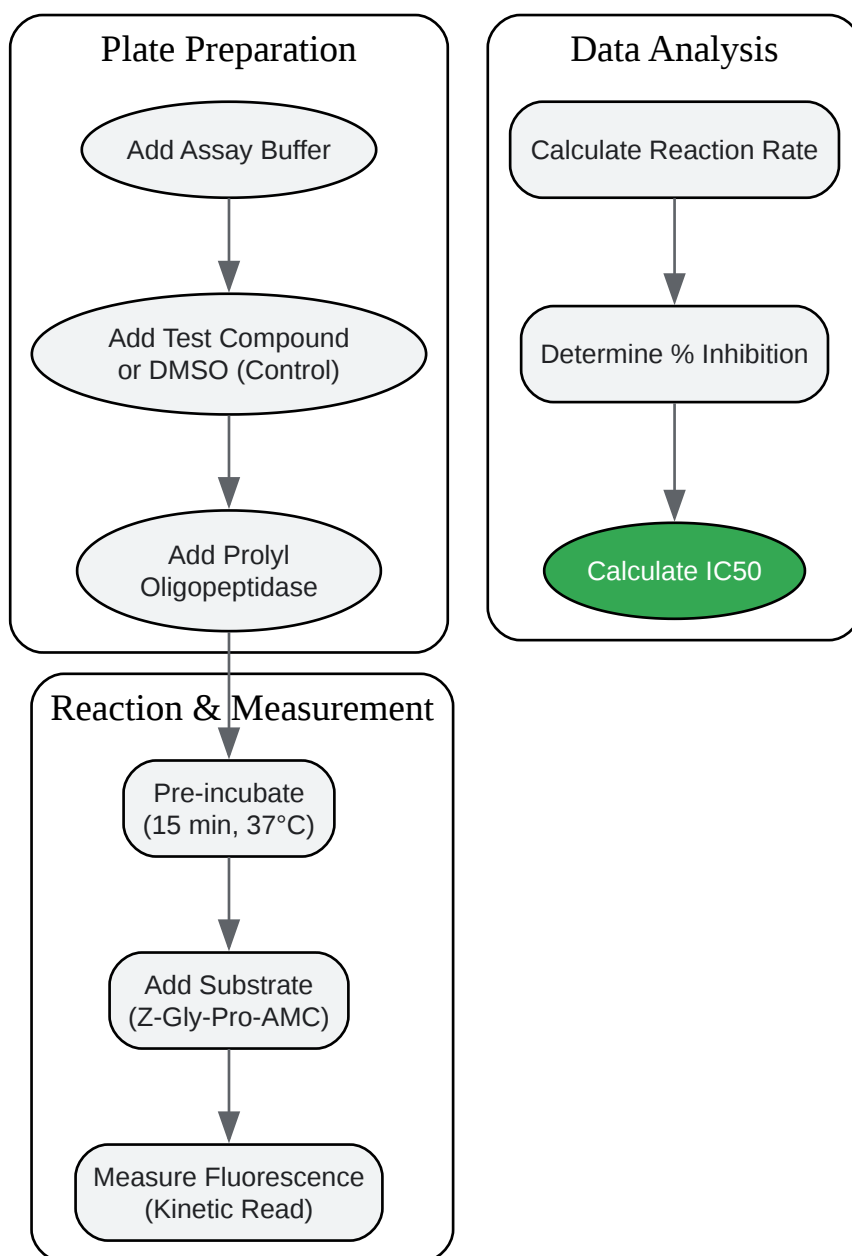 Plate Preparation
Add Assay Buffer
Add Test Compound
or DMSO (Control)
Add Prolyl
Oligopeptidase
Reaction & Measurement
Pre-incubate
(15 min, 37°C)
Add Substrate
(Z-Gly-Pro-AMC)
Measure Fluorescence
(Kinetic Read)
Data Analysis
Calculate Reaction Rate
Determine % Inhibition
Calculate IC50